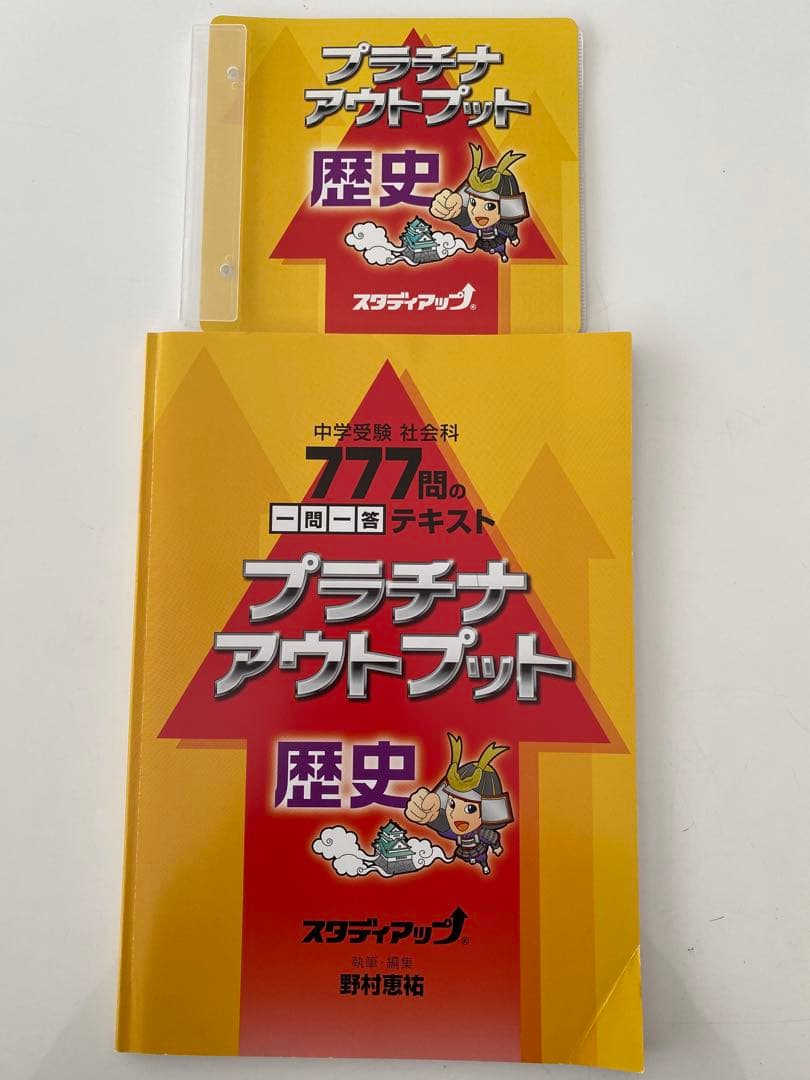 プラチナ
アウトプット
歴史
スタディアップ®
中学受験 社会科
777問の
一問一答テキスト
プラチナ
アウトプット
歴史
スタディアップ®
執筆・編集
野村恵祐